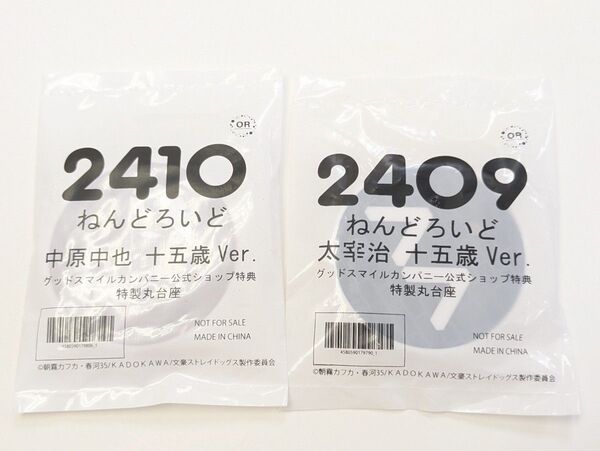 OR
2410
ねんどろいど
中原中也 十五歳 Ver.
グッドスマイルカンパニー公式ショップ特典
特製丸台座
NOT FOR SALE
MADE IN CHINA
©朝霧カフカ・春河35/KADOKAWA/文豪ストレイドッグス製作委員会
OR
2409
ねんどろいど
太宰治 十五歳 Ver.
グッドスマイルカンパニー公式ショップ特典
特製丸台座
4580590179790_1
NOT FOR SALE
MADE IN CHINA
©朝霧カフカ・春河35/KADOKAWA/文豪ストレイドッグス製作委員会